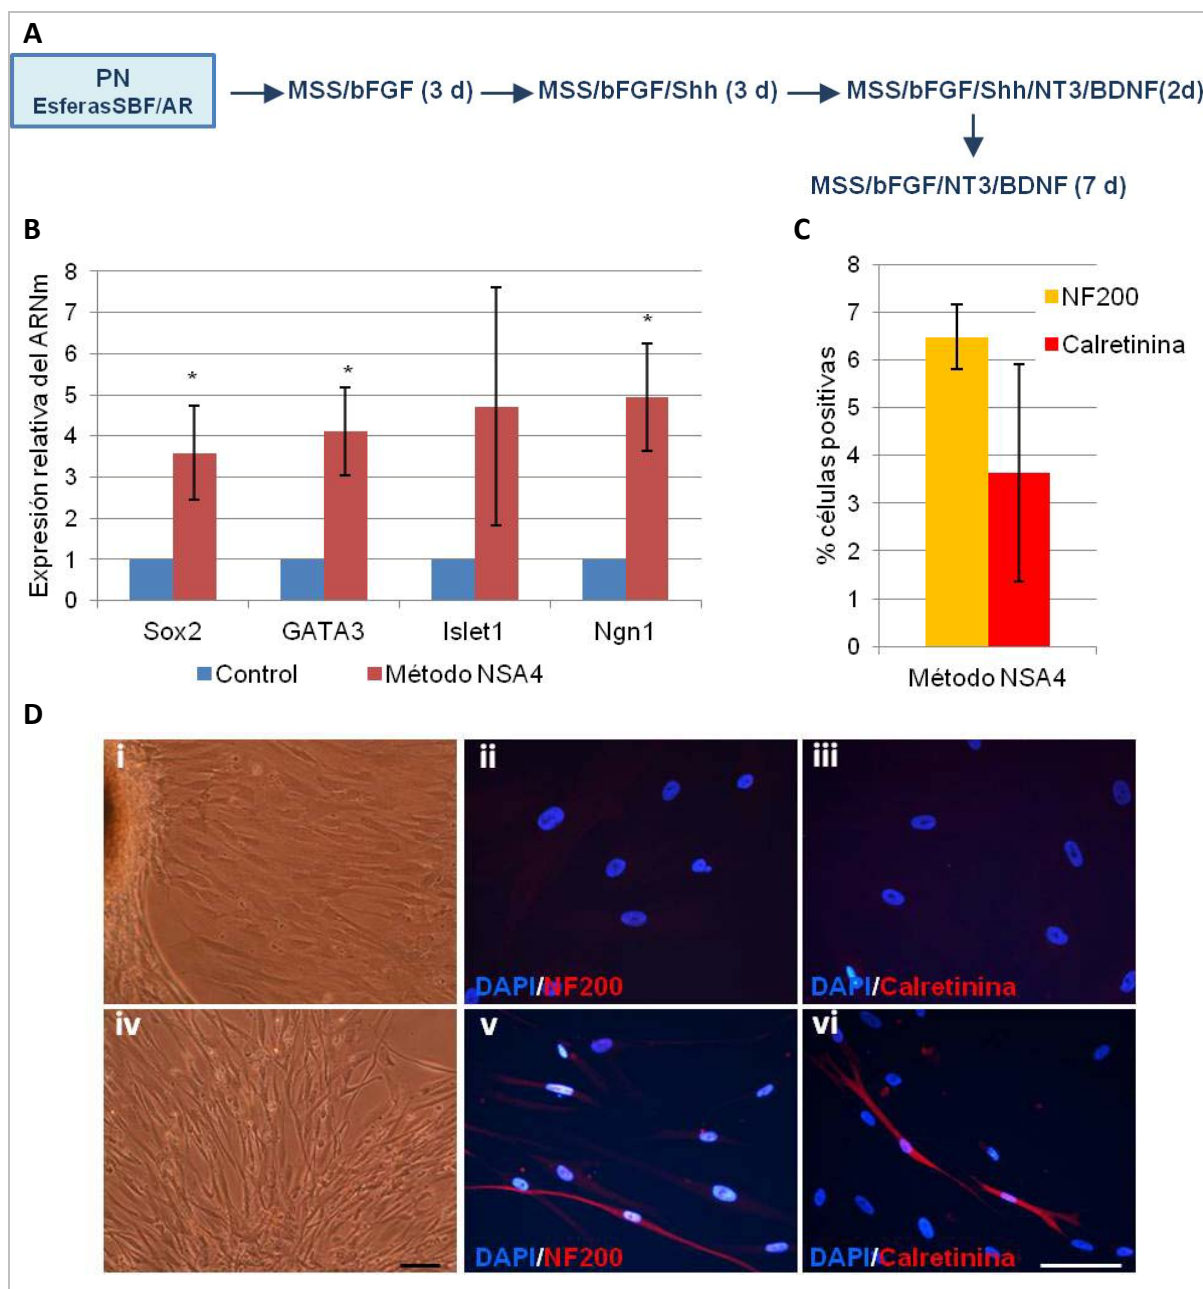 A
PN
EsferasSBF/AR
MSS/bFGF (3 d)
MSS/bFGF/Shh (3 d)
MSS/bFGF/Shh/NT3/BDNF(2d)
MSS/bFGF/NT3/BDNF (7 d)
B
Expresión relativa del ARNm
8
7
6
5
4
3
2
1
0
*
*
*
Sox2
GATA3
Islet1
Ngn1
Control
Método NSA4
C
% células positivas
8
7
6
5
4
3
2
1
0
NF200
Calretinina
Método NSA4
D
i
ii
DAPI/NF200
iii
DAPI/Calretinina
iv
v
DAPI/NF200
vi
DAPI/Calretinina